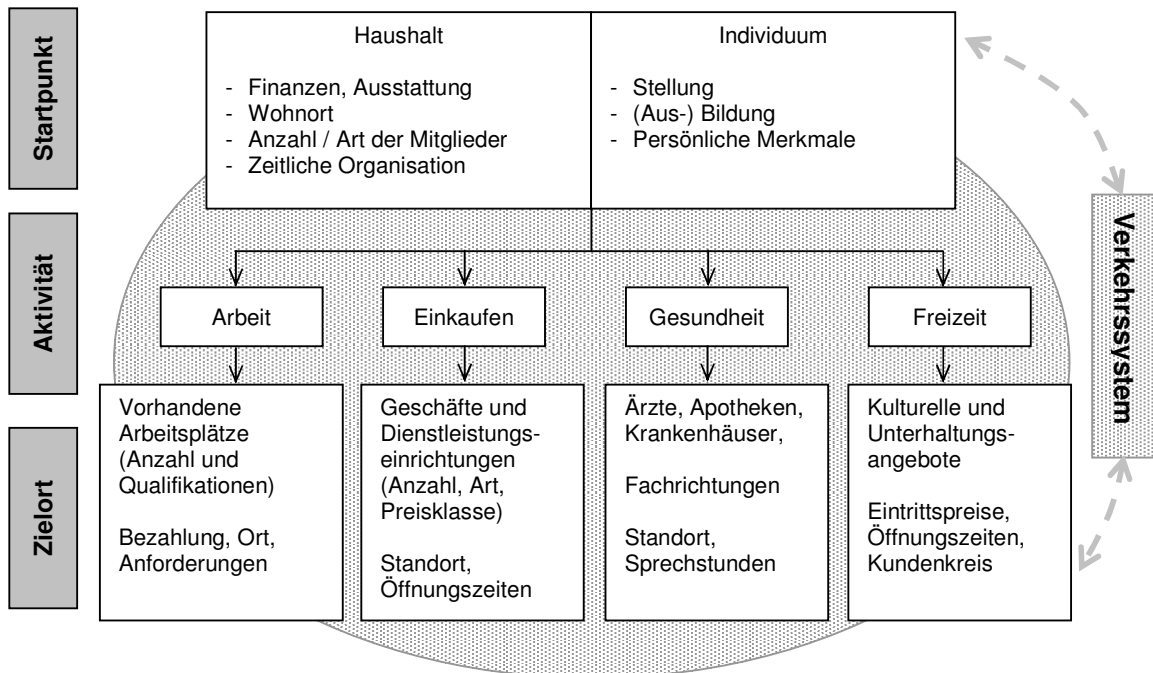 Startpunkt
Haushalt
- Finanzen, Ausstattung
- Wohnort
- Anzahl / Art der Mitglieder
- Zeitliche Organisation
Individuum
- Stellung
- (Aus-) Bildung
- Persönliche Merkmale
Verkehrssystem
Aktivität
Arbeit
Einkaufen
Gesundheit
Freizeit
Zielort
Vorhandene
Arbeitsplätze
(Anzahl und
Qualifikationen)
Bezahlung, Ort,
Anforderungen
Geschäfte und
Dienstleistungs-
einrichtungen
(Anzahl, Art,
Preisklasse)
Standort,
Öffnungszeiten
Ärzte, Apotheken,
Krankenhäuser,
Fachrichtungen
Standort,
Sprechstunden
Kulturelle und
Unterhaltungs-
angebote
Eintrittspreise,
Öffnungszeiten,
Kundenkreis